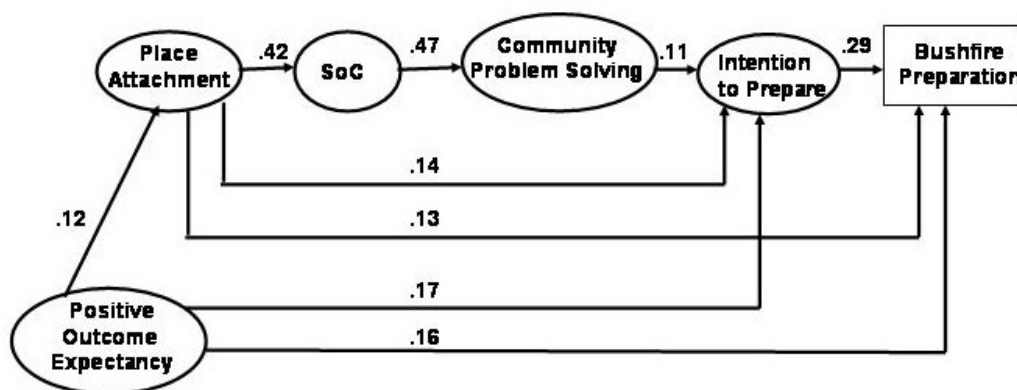 Place
Attachment
.42
SoC
.47
Community
Problem Solving
.11
Intention
to Prepare
.29
Bushfire
Preparation
.14
.13
.12
.17
.16
Positive
Outcome
Expectancy